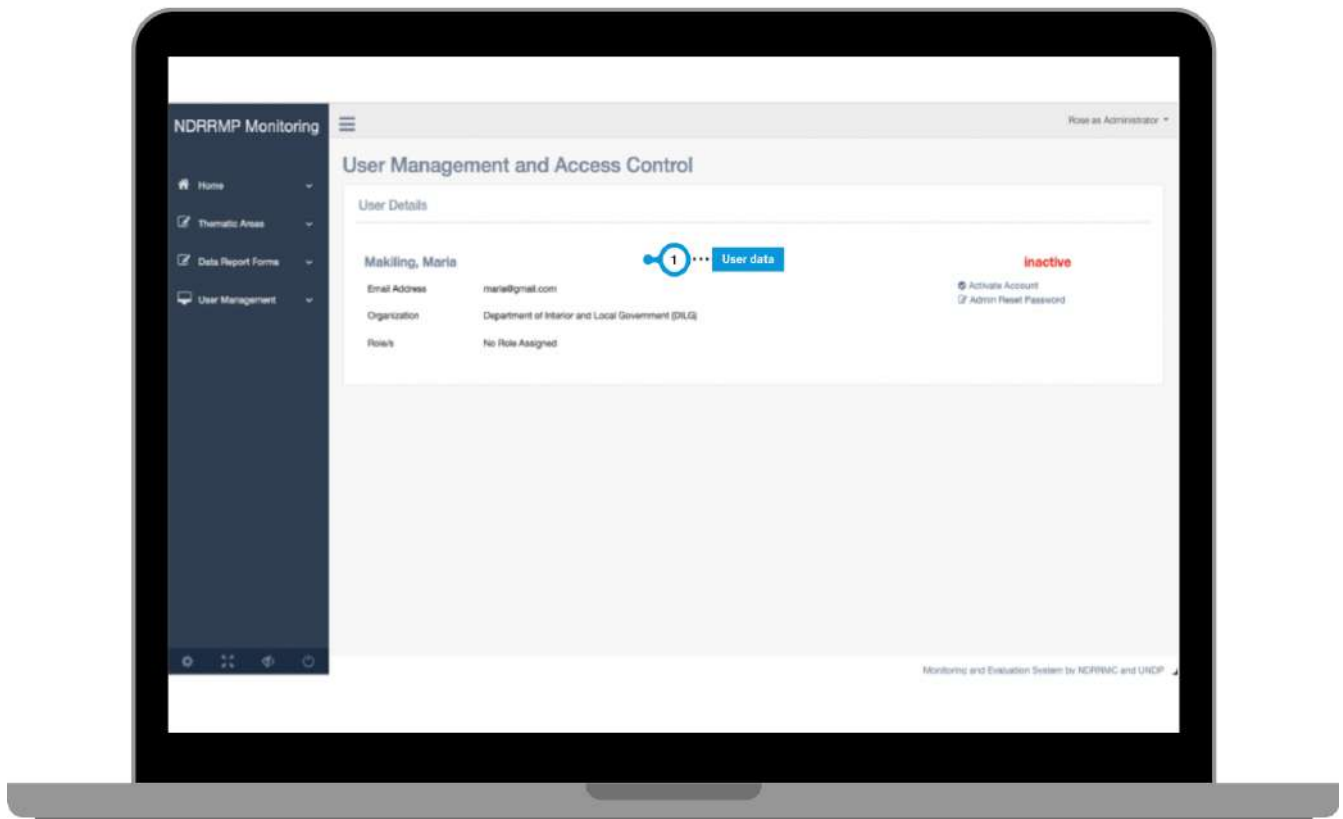 NDRRMP Monitoring
Rose as Administrator
User Management and Access Control
Home
Thematic Areas
Data Report Forms
User Management
User Details
Makiling, Maria
1
User data
inactive
Email Address maria@gmail.com
Activate Account
Admin Reset Password
Organization Department of Interior and Local Government (DILG)
Role/s No Role Assigned
Monitoring and Evaluation System by NDRRMC and UNDP